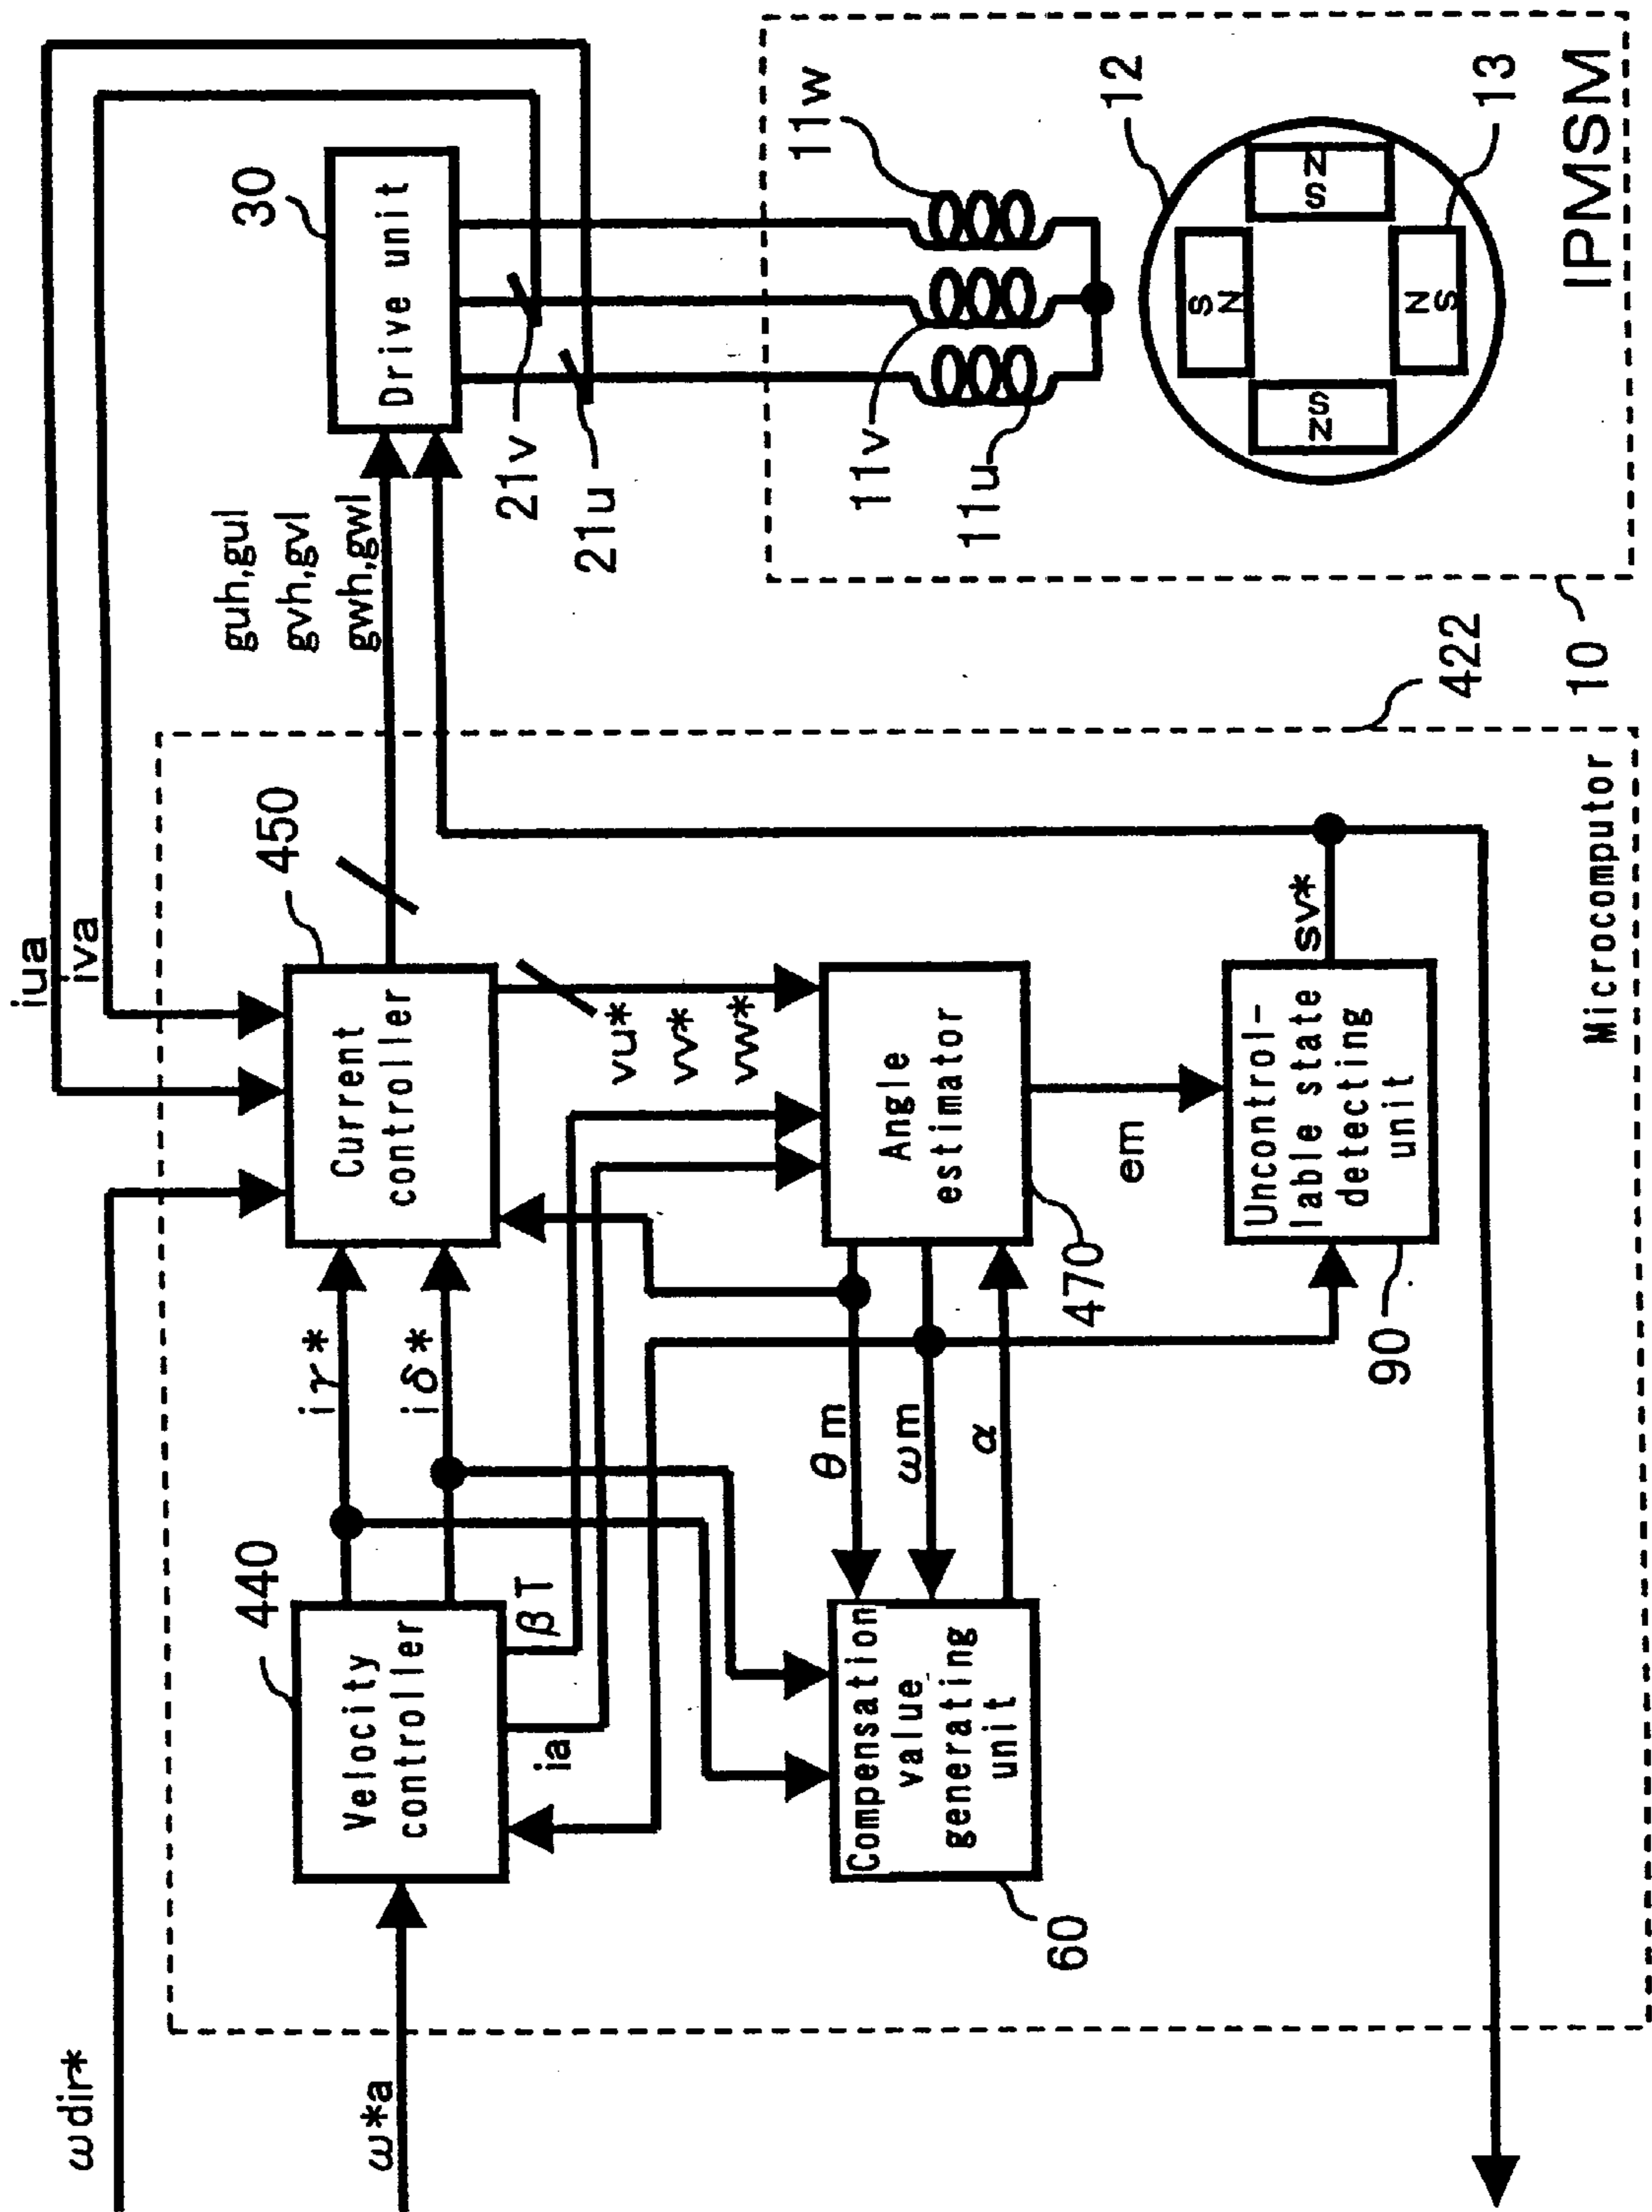 ωdir*
ω*a
iua
iva
440
Velocity
controller
iγ*
iδ*
βT
ia
450
Current
controller
guh,gul
gvh,gvl
gwh,gwl
30
Drive unit
21v
21u
vu*
vv*
vw*
60
Compensation
value
generating
unit
θm
ωm
α
Angle
estimator
470
em
Uncontrol-
lable state
detecting
unit
90
sv*
Microcomputor
422
10
11w
11v
11u
12
13
S
N
S
N
N
S
N
S
IPMSM